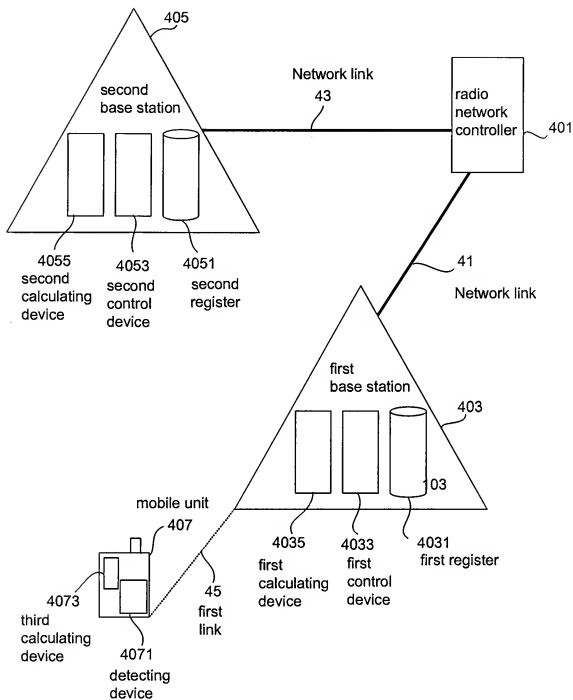 405
second
base station
Network link
43
radio
network
controller
401
4055
second
calculating
device
4053
second
control
device
4051
second
register
41
Network link
first
base station
403
03
mobile unit
407
4035
first
calculating
device
4033
first
control
device
4031
first register
45
first
link
4073
third
calculating
device
4071
detecting
device